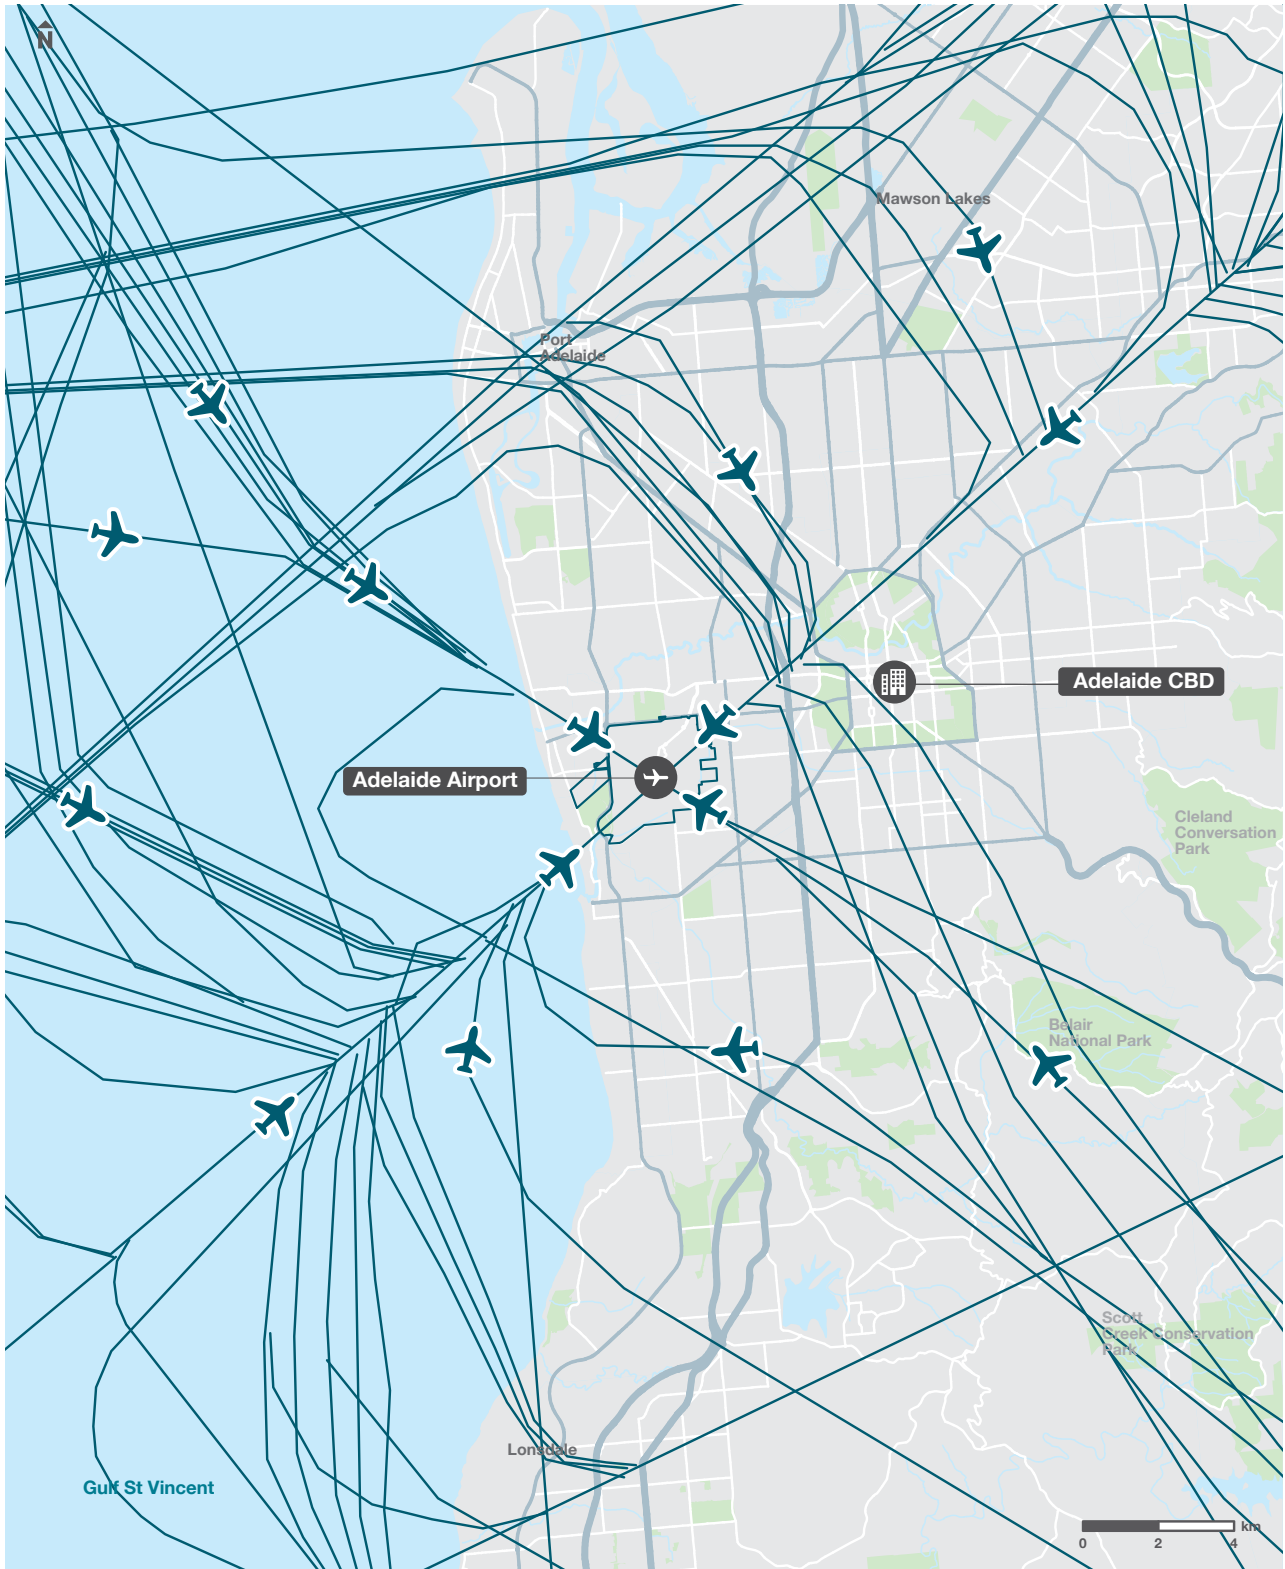 N
Mawson Lakes
Port
Adelaide
Adelaide CBD
Adelaide Airport
Cleland
Conversation
Park
Belair
National Park
Scott
Creek Conservation
Park
Lonsdale
Gulf St Vincent
km
0 2 4